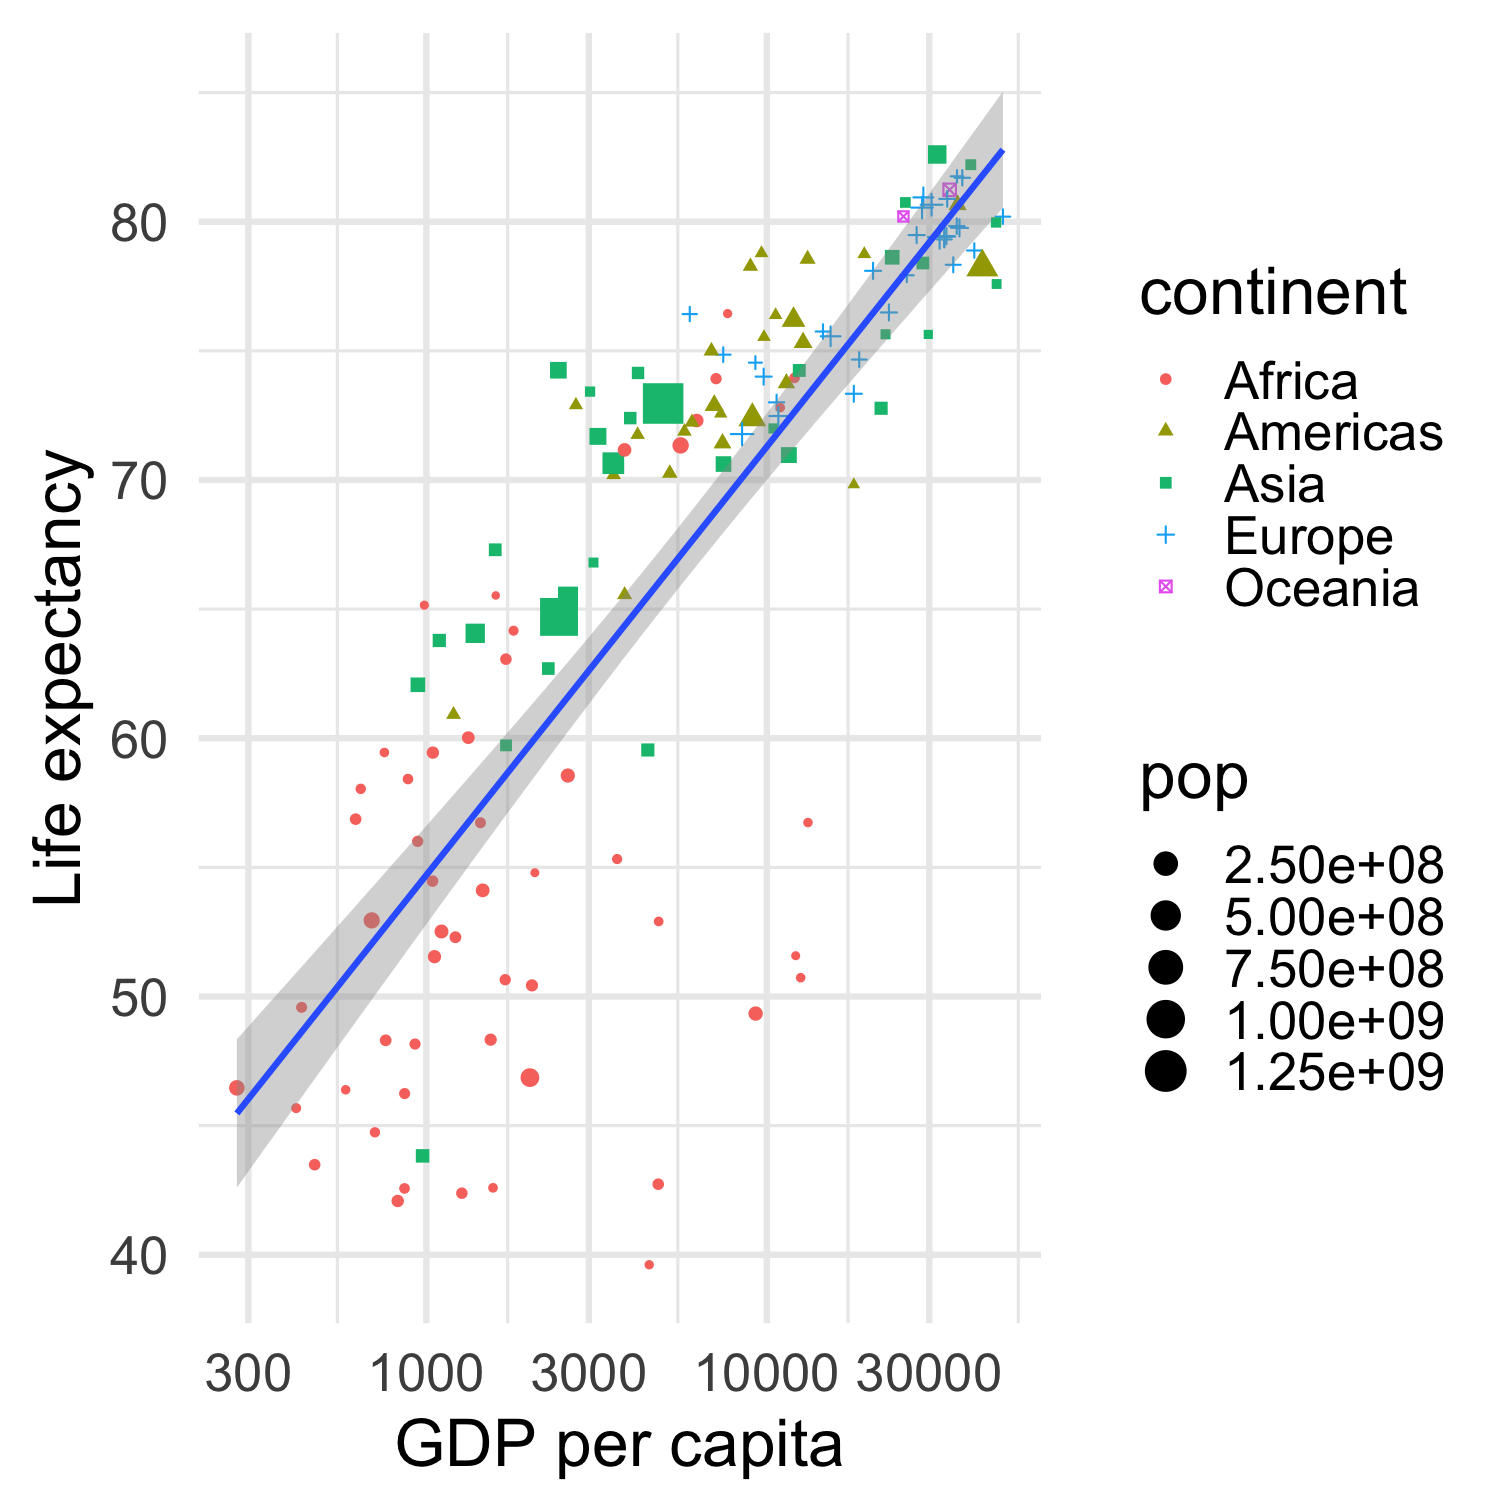 Life expectancy
80
70
60
50
40
300 1000 3000 10000 30000
GDP per capita
continent
Africa
Americas
Asia
Europe
Oceania
pop
2.50e+08
5.00e+08
7.50e+08
1.00e+09
1.25e+09